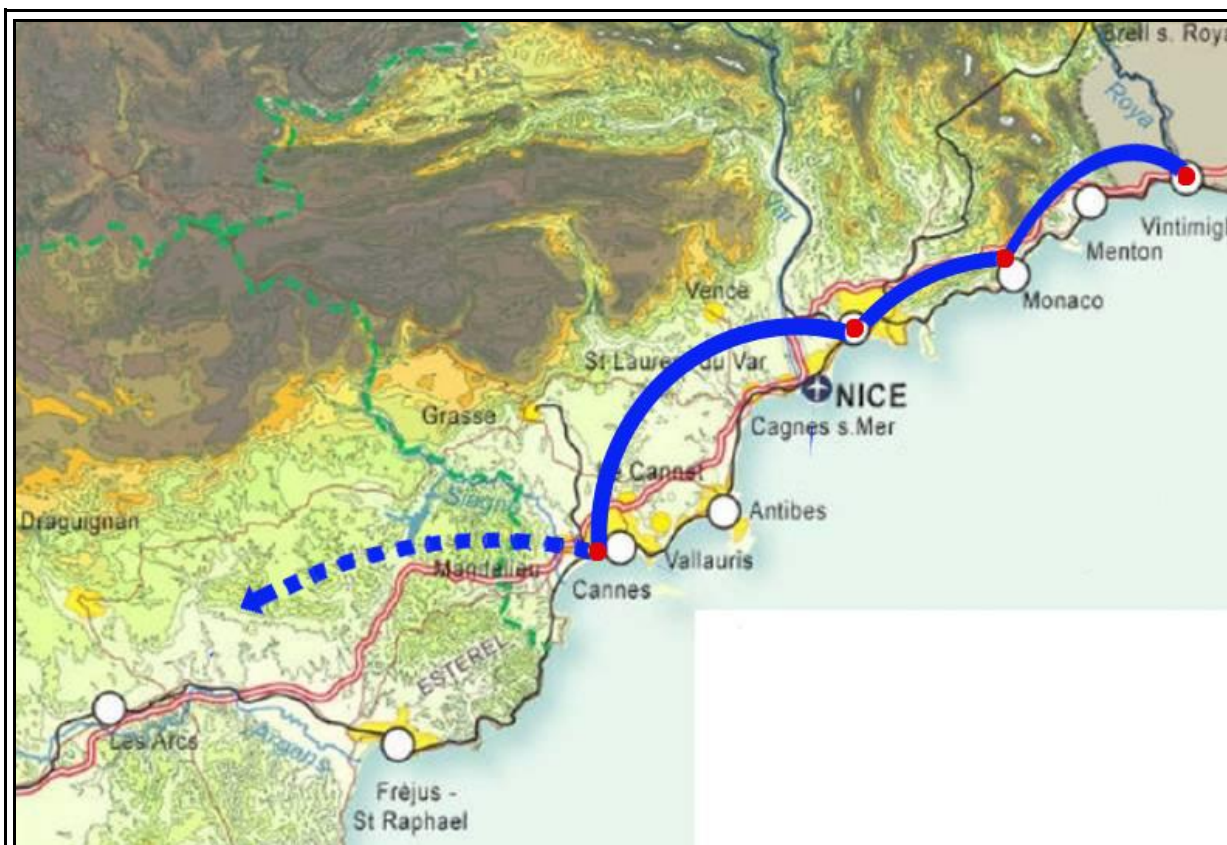 Breil s. Roya
Roya
Var
Vintimigl
Menton
Monaco
Vence
St Laurent du Var
NICE
Grasse
Cagnes s.Mer
Le Cannet
Siagne
Antibes
Draguignan
Mandelieu
Vallauris
Cannes
ESTEREL
Les Arcs
Argens
Fréjus -
St Raphael